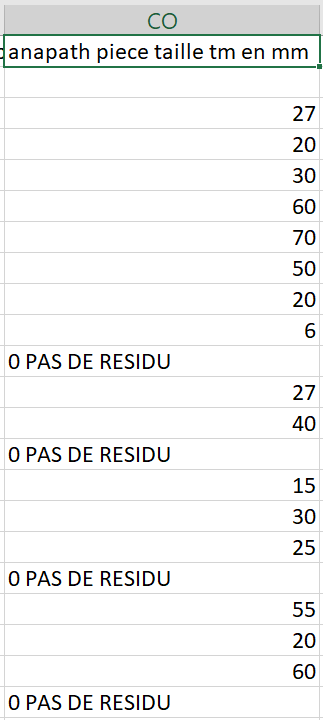 CO
anapath piece taille tm en mm
27
20
30
60
70
50
20
6
0 PAS DE RESIDU
27
40
0 PAS DE RESIDU
15
30
25
0 PAS DE RESIDU
55
20
60
0 PAS DE RESIDU